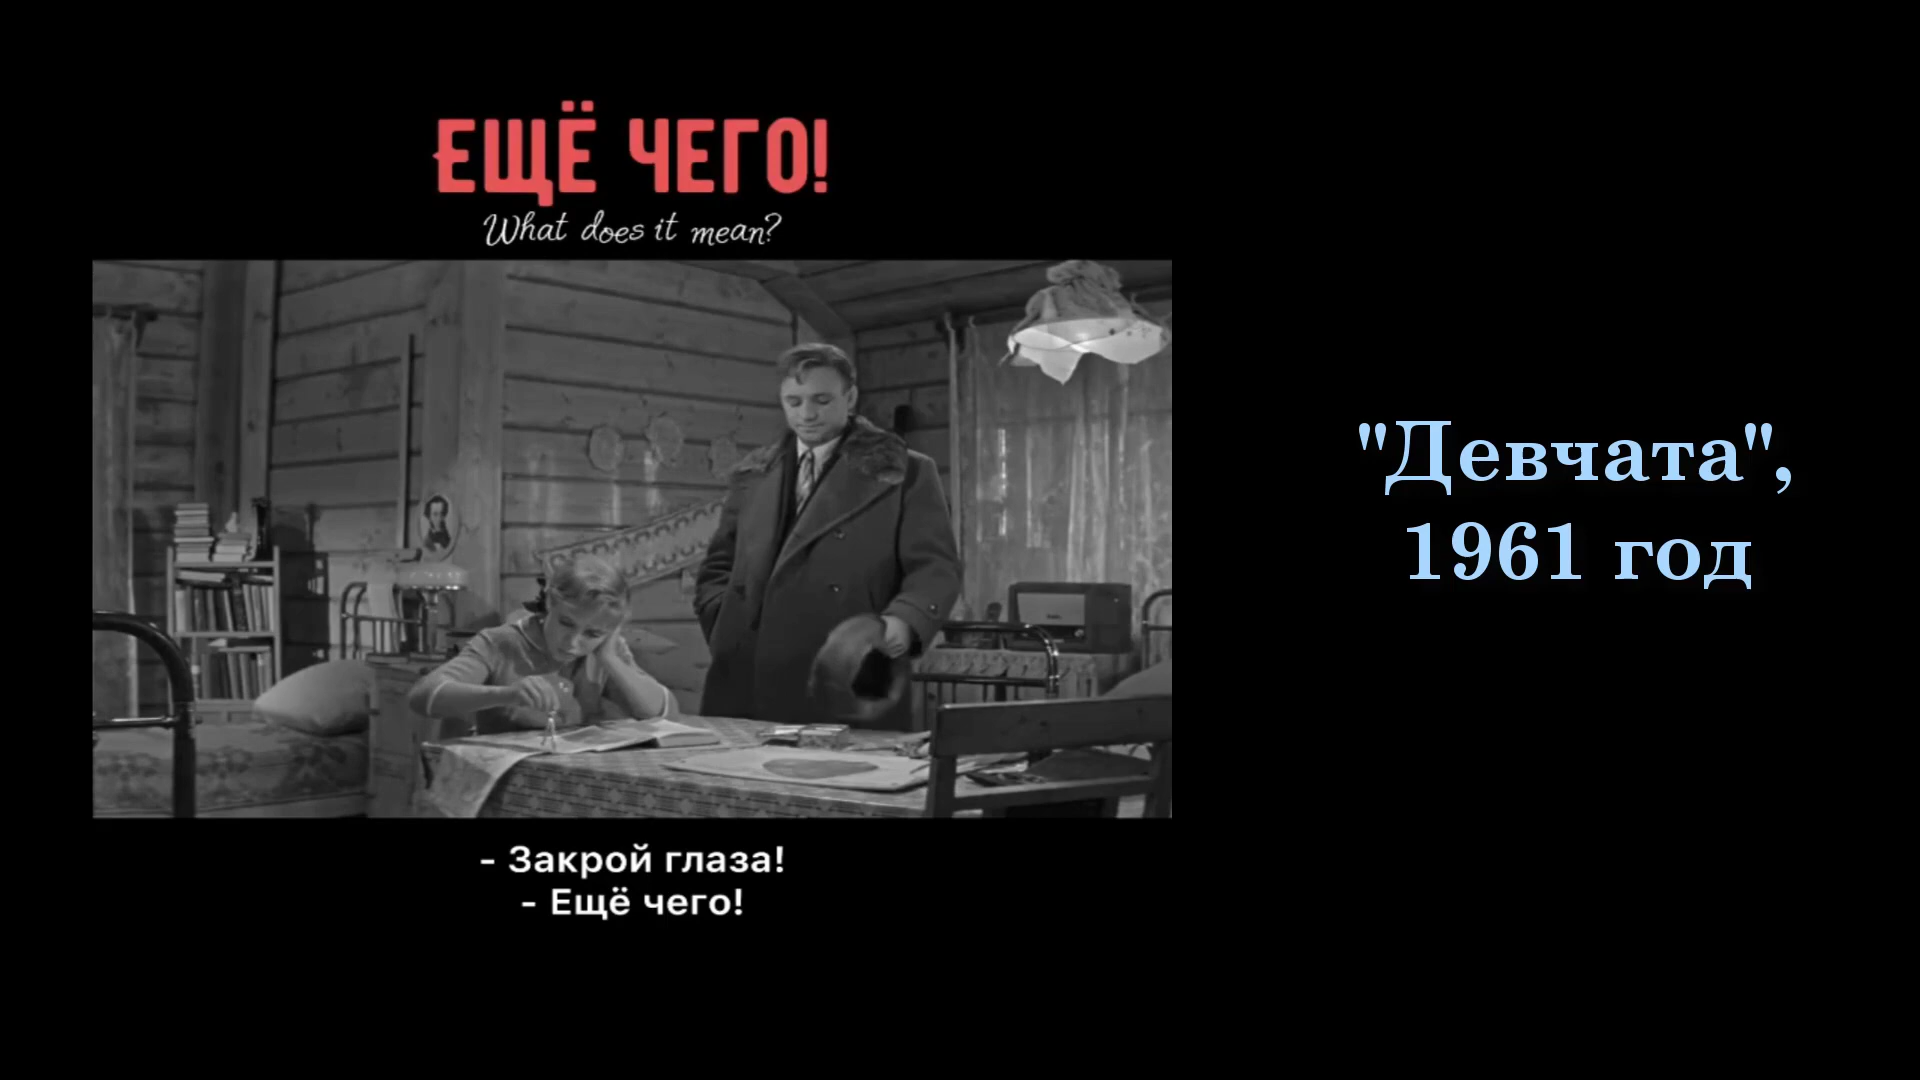 ЕЩЁ ЧЕГО!
What does it mean?
- Закрой глаза!
- Ещё чего!
"Девчата",
1961 год